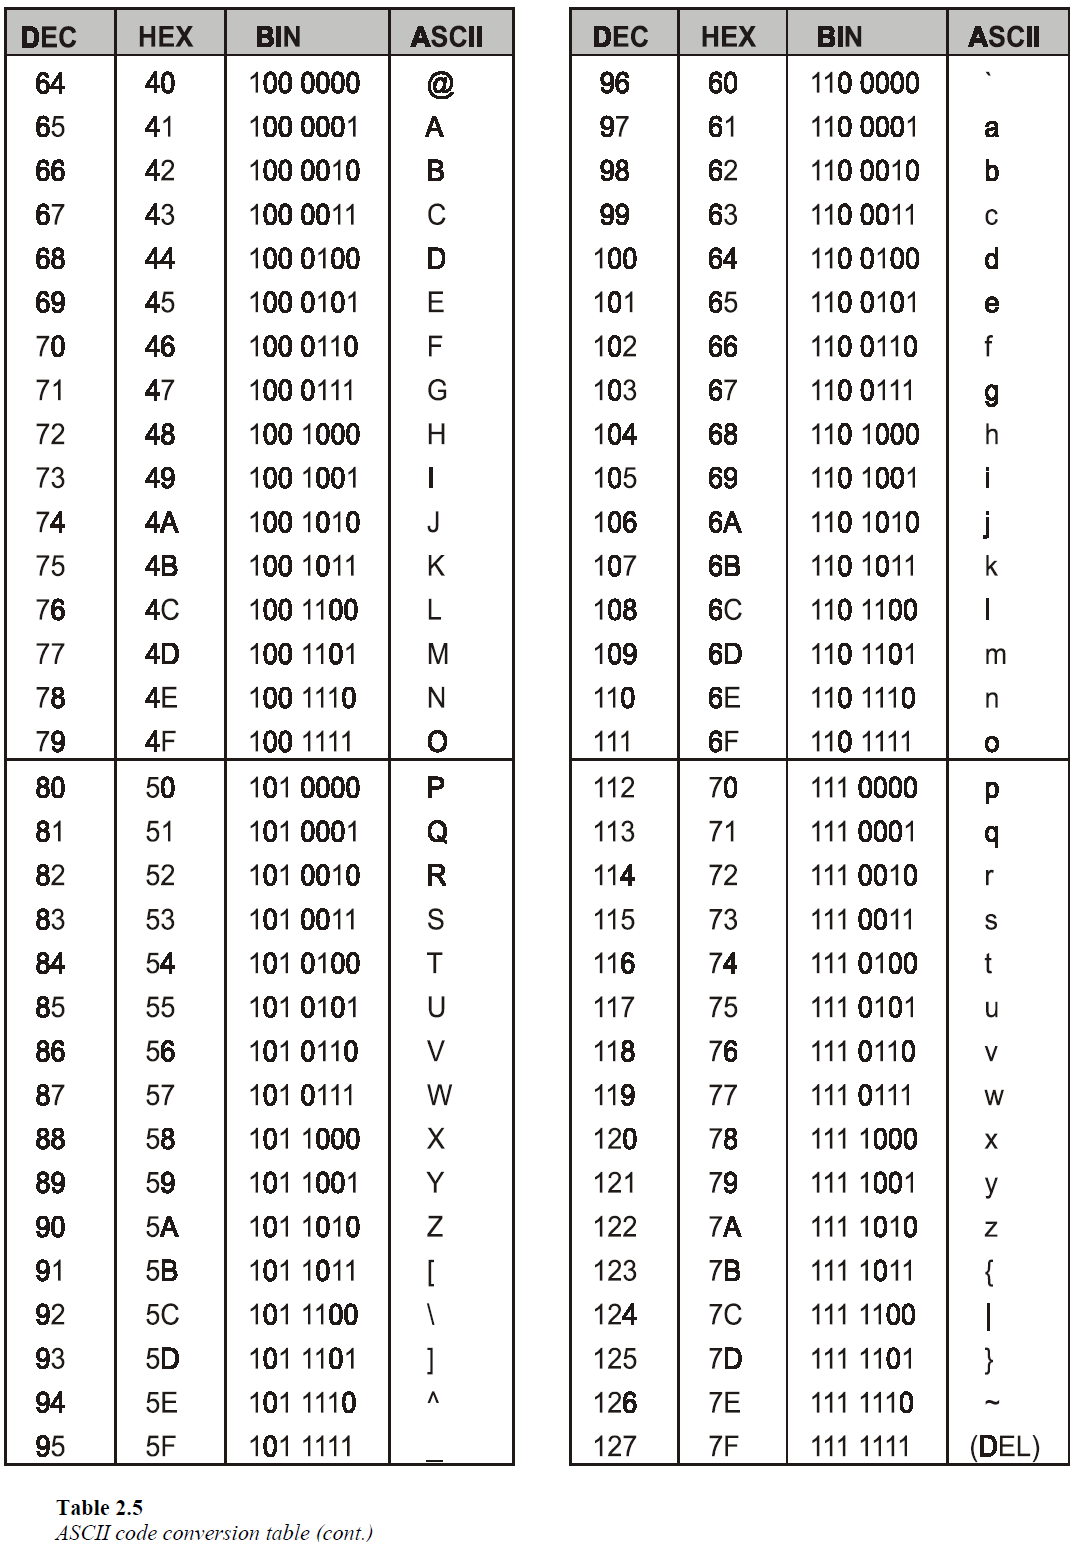 DEC HEX BIN ASCII
64 40 100 0000 @
65 41 100 0001 A
66 42 100 0010 B
67 43 100 0011 C
68 44 100 0100 D
69 45 100 0101 E
70 46 100 0110 F
71 47 100 0111 G
72 48 100 1000 H
73 49 100 1001 I
74 4A 100 1010 J
75 4B 100 1011 K
76 4C 100 1100 L
77 4D 100 1101 M
78 4E 100 1110 N
79 4F 100 1111 O
80 50 101 0000 P
81 51 101 0001 Q
82 52 101 0010 R
83 53 101 0011 S
84 54 101 0100 T
85 55 101 0101 U
86 56 101 0110 V
87 57 101 0111 W
88 58 101 1000 X
89 59 101 1001 Y
90 5A 101 1010 Z
91 5B 101 1011 [
92 5C 101 1100 \
93 5D 101 1101 ]
94 5E 101 1110 ^
95 5F 101 1111 _
DEC HEX BIN ASCII
96 60 110 0000 `
97 61 110 0001 a
98 62 110 0010 b
99 63 110 0011 c
100 64 110 0100 d
101 65 110 0101 e
102 66 110 0110 f
103 67 110 0111 g
104 68 110 1000 h
105 69 110 1001 i
106 6A 110 1010 j
107 6B 110 1011 k
108 6C 110 1100 l
109 6D 110 1101 m
110 6E 110 1110 n
111 6F 110 1111 o
112 70 111 0000 p
113 71 111 0001 q
114 72 111 0010 r
115 73 111 0011 s
116 74 111 0100 t
117 75 111 0101 u
118 76 111 0110 v
119 77 111 0111 w
120 78 111 1000 x
121 79 111 1001 y
122 7A 111 1010 z
123 7B 111 1011 {
124 7C 111 1100 |
125 7D 111 1101 }
126 7E 111 1110 ~
127 7F 111 1111 (DEL)
Table 2.5
ASCII code conversion table (cont.)